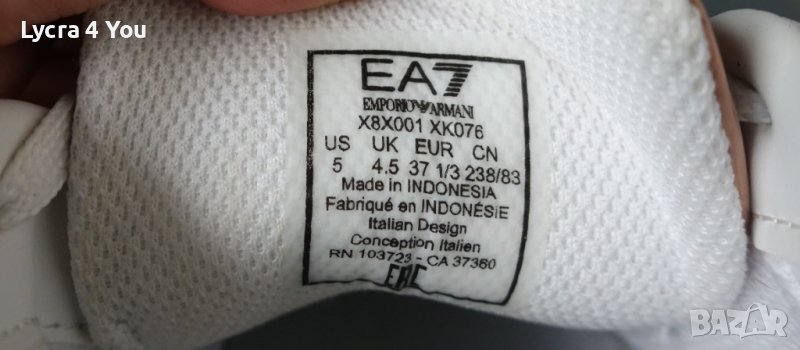 Lycra 4 You
EA7
EMPORIO ARMANI
X8X001 XK076
US UK EUR CN
5 4.5 37 1/3 238/83
Made in INDONESIA
Fabriqué en INDONÉSIE
Italian Design
Conception Italien
RN 103723 - CA 37360
EAC
BAZAR